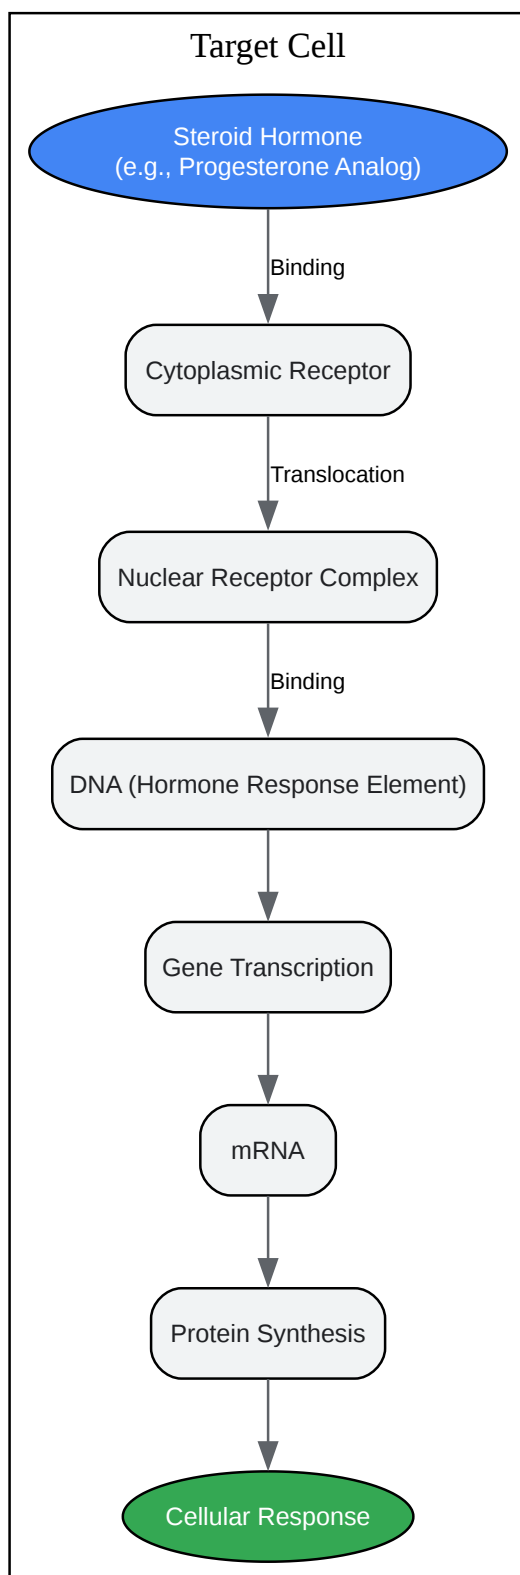 Target Cell
Steroid Hormone
(e.g., Progesterone Analog)
Binding
Cytoplasmic Receptor
Translocation
Nuclear Receptor Complex
Binding
DNA (Hormone Response Element)
Gene Transcription
mRNA
Protein Synthesis
Cellular Response